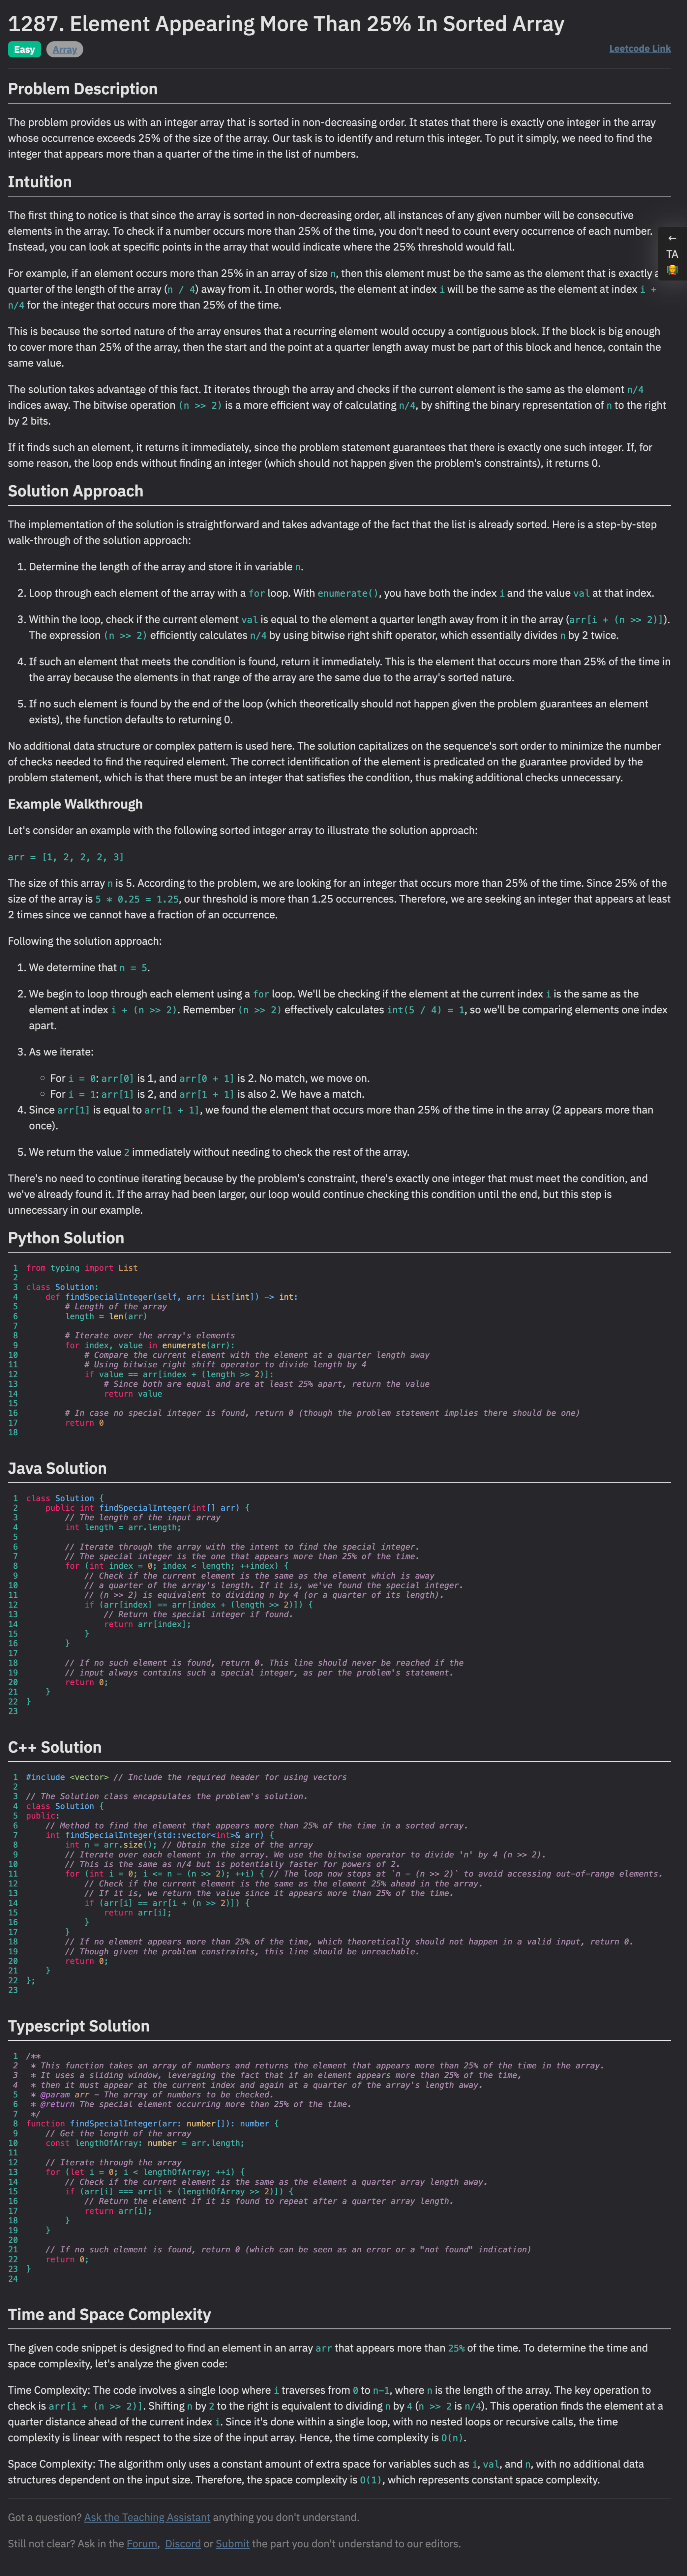 1287. Element Appearing More Than 25% In Sorted Array
Easy Array Leetcode Link
Problem Description
The problem provides us with an integer array that is sorted in non-decreasing order. It states that there is exactly one integer in the array
whose occurrence exceeds 25% of the size of the array. Our task is to identify and return this integer. To put it simply, we need to find the
integer that appears more than a quarter of the time in the list of numbers.
Intuition
The first thing to notice is that since the array is sorted in non-decreasing order, all instances of any given number will be consecutive
elements in the array. To check if a number occurs more than 25% of the time, you don't need to count every occurrence of each number.
Instead, you can look at specific points in the array that would indicate where the 25% threshold would fall.
←
TA
For example, if an element occurs more than 25% in an array of size n, then this element must be the same as the element that is exactly a
quarter of the length of the array (n / 4) away from it. In other words, the element at index i will be the same as the element at index i +
n/4 for the integer that occurs more than 25% of the time.
This is because the sorted nature of the array ensures that a recurring element would occupy a contiguous block. If the block is big enough
to cover more than 25% of the array, then the start and the point at a quarter length away must be part of this block and hence, contain the
same value.
The solution takes advantage of this fact. It iterates through the array and checks if the current element is the same as the element n/4
indices away. The bitwise operation (n >> 2) is a more efficient way of calculating n/4, by shifting the binary representation of n to the right
by 2 bits.
If it finds such an element, it returns it immediately, since the problem statement guarantees that there is exactly one such integer. If, for
some reason, the loop ends without finding an integer (which should not happen given the problem's constraints), it returns 0.
Solution Approach
The implementation of the solution is straightforward and takes advantage of the fact that the list is already sorted. Here is a step-by-step
walk-through of the solution approach:
1. Determine the length of the array and store it in variable n.
2. Loop through each element of the array with a for loop. With enumerate(), you have both the index i and the value val at that index.
3. Within the loop, check if the current element val is equal to the element a quarter length away from it in the array (arr[i + (n >> 2)]).
The expression (n >> 2) efficiently calculates n/4 by using bitwise right shift operator, which essentially divides n by 2 twice.
4. If such an element that meets the condition is found, return it immediately. This is the element that occurs more than 25% of the time in
the array because the elements in that range of the array are the same due to the array's sorted nature.
5. If no such element is found by the end of the loop (which theoretically should not happen given the problem guarantees an element
exists), the function defaults to returning 0.
No additional data structure or complex pattern is used here. The solution capitalizes on the sequence's sort order to minimize the number
of checks needed to find the required element. The correct identification of the element is predicated on the guarantee provided by the
problem statement, which is that there must be an integer that satisfies the condition, thus making additional checks unnecessary.
Example Walkthrough
Let's consider an example with the following sorted integer array to illustrate the solution approach:
arr = [1, 2, 2, 2, 3]
The size of this array n is 5. According to the problem, we are looking for an integer that occurs more than 25% of the time. Since 25% of the
size of the array is 5 * 0.25 = 1.25, our threshold is more than 1.25 occurrences. Therefore, we are seeking an integer that appears at least
2 times since we cannot have a fraction of an occurrence.
Following the solution approach:
1. We determine that n = 5.
2. We begin to loop through each element using a for loop. We'll be checking if the element at the current index i is the same as the
element at index i + (n >> 2). Remember (n >> 2) effectively calculates int(5 / 4) = 1, so we'll be comparing elements one index
apart.
3. As we iterate:
○ For i = 0: arr[0] is 1, and arr[0 + 1] is 2. No match, we move on.
○ For i = 1: arr[1] is 2, and arr[1 + 1] is also 2. We have a match.
4. Since arr[1] is equal to arr[1 + 1], we found the element that occurs more than 25% of the time in the array (2 appears more than
once).
5. We return the value 2 immediately without needing to check the rest of the array.
There's no need to continue iterating because by the problem's constraint, there's exactly one integer that must meet the condition, and
we've already found it. If the array had been larger, our loop would continue checking this condition until the end, but this step is
unnecessary in our example.
Python Solution
1 from typing import List
2
3 class Solution:
4     def findSpecialInteger(self, arr: List[int]) -> int:
5         # Length of the array
6         length = len(arr)
7
8         # Iterate over the array's elements
9         for index, value in enumerate(arr):
10             # Compare the current element with the element at a quarter length away
11             # Using bitwise right shift operator to divide length by 4
12             if value == arr[index + (length >> 2)]:
13                 # Since both are equal and are at least 25% apart, return the value
14                 return value
15
16         # In case no special integer is found, return 0 (though the problem statement implies there should be one)
17         return 0
18
Java Solution
1 class Solution {
2     public int findSpecialInteger(int[] arr) {
3         // The length of the input array
4         int length = arr.length;
5
6         // Iterate through the array with the intent to find the special integer.
7         // The special integer is the one that appears more than 25% of the time.
8         for (int index = 0; index < length; ++index) {
9             // Check if the current element is the same as the element which is away
10             // a quarter of the array's length. If it is, we've found the special integer.
11             // (n >> 2) is equivalent to dividing n by 4 (or a quarter of its length).
12             if (arr[index] == arr[index + (length >> 2)]) {
13                 // Return the special integer if found.
14                 return arr[index];
15             }
16         }
17
18         // If no such element is found, return 0. This line should never be reached if the
19         // input always contains such a special integer, as per the problem's statement.
20         return 0;
21     }
22 }
23
C++ Solution
1 #include <vector> // Include the required header for using vectors
2
3 // The Solution class encapsulates the problem's solution.
4 class Solution {
5 public:
6     // Method to find the element that appears more than 25% of the time in a sorted array.
7     int findSpecialInteger(std::vector<int>& arr) {
8         int n = arr.size(); // Obtain the size of the array
9         // Iterate over each element in the array. We use the bitwise operator to divide 'n' by 4 (n >> 2).
10         // This is the same as n/4 but is potentially faster for powers of 2.
11         for (int i = 0; i <= n - (n >> 2); ++i) { // The loop now stops at `n - (n >> 2)` to avoid accessing out-of-range elements.
12             // Check if the current element is the same as the element 25% ahead in the array.
13             // If it is, we return the value since it appears more than 25% of the time.
14             if (arr[i] == arr[i + (n >> 2)]) {
15                 return arr[i];
16             }
17         }
18         // If no element appears more than 25% of the time, which theoretically should not happen in a valid input, return 0.
19         // Though given the problem constraints, this line should be unreachable.
20         return 0;
21     }
22 };
23
Typescript Solution
1 /**
2  * This function takes an array of numbers and returns the element that appears more than 25% of the time in the array.
3  * It uses a sliding window, leveraging the fact that if an element appears more than 25% of the time,
4  * then it must appear at the current index and again at a quarter of the array's length away.
5  * @param arr - The array of numbers to be checked.
6  * @return The special element occurring more than 25% of the time.
7  */
8 function findSpecialInteger(arr: number[]): number {
9     // Get the length of the array
10     const lengthOfArray: number = arr.length;
11
12     // Iterate through the array
13     for (let i = 0; i < lengthOfArray; ++i) {
14         // Check if the current element is the same as the element a quarter array length away.
15         if (arr[i] === arr[i + (lengthOfArray >> 2)]) {
16             // Return the element if it is found to repeat after a quarter array length.
17             return arr[i];
18         }
19     }
20
21     // If no such element is found, return 0 (which can be seen as an error or a "not found" indication)
22     return 0;
23 }
24
Time and Space Complexity
The given code snippet is designed to find an element in an array arr that appears more than 25% of the time. To determine the time and
space complexity, let's analyze the given code:
Time Complexity: The code involves a single loop where i traverses from 0 to n-1, where n is the length of the array. The key operation to
check is arr[i + (n >> 2)]. Shifting n by 2 to the right is equivalent to dividing n by 4 (n >> 2 is n/4). This operation finds the element at a
quarter distance ahead of the current index i. Since it's done within a single loop, with no nested loops or recursive calls, the time
complexity is linear with respect to the size of the input array. Hence, the time complexity is O(n).
Space Complexity: The algorithm only uses a constant amount of extra space for variables such as i, val, and n, with no additional data
structures dependent on the input size. Therefore, the space complexity is O(1), which represents constant space complexity.
Got a question? Ask the Teaching Assistant anything you don't understand.
Still not clear? Ask in the Forum, Discord or Submit the part you don't understand to our editors.